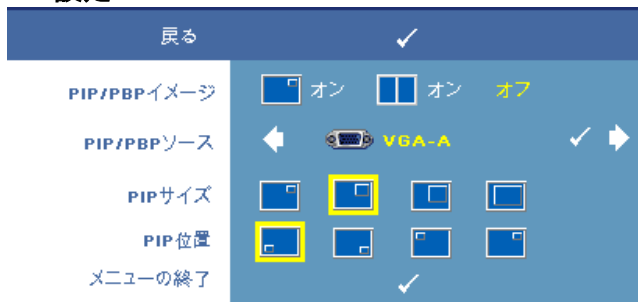 戻る
PIP/PBPイメージ オン オン オフ
PIP/PBPソース VGA-A
PIPサイズ
PIP位置
メニューの終了